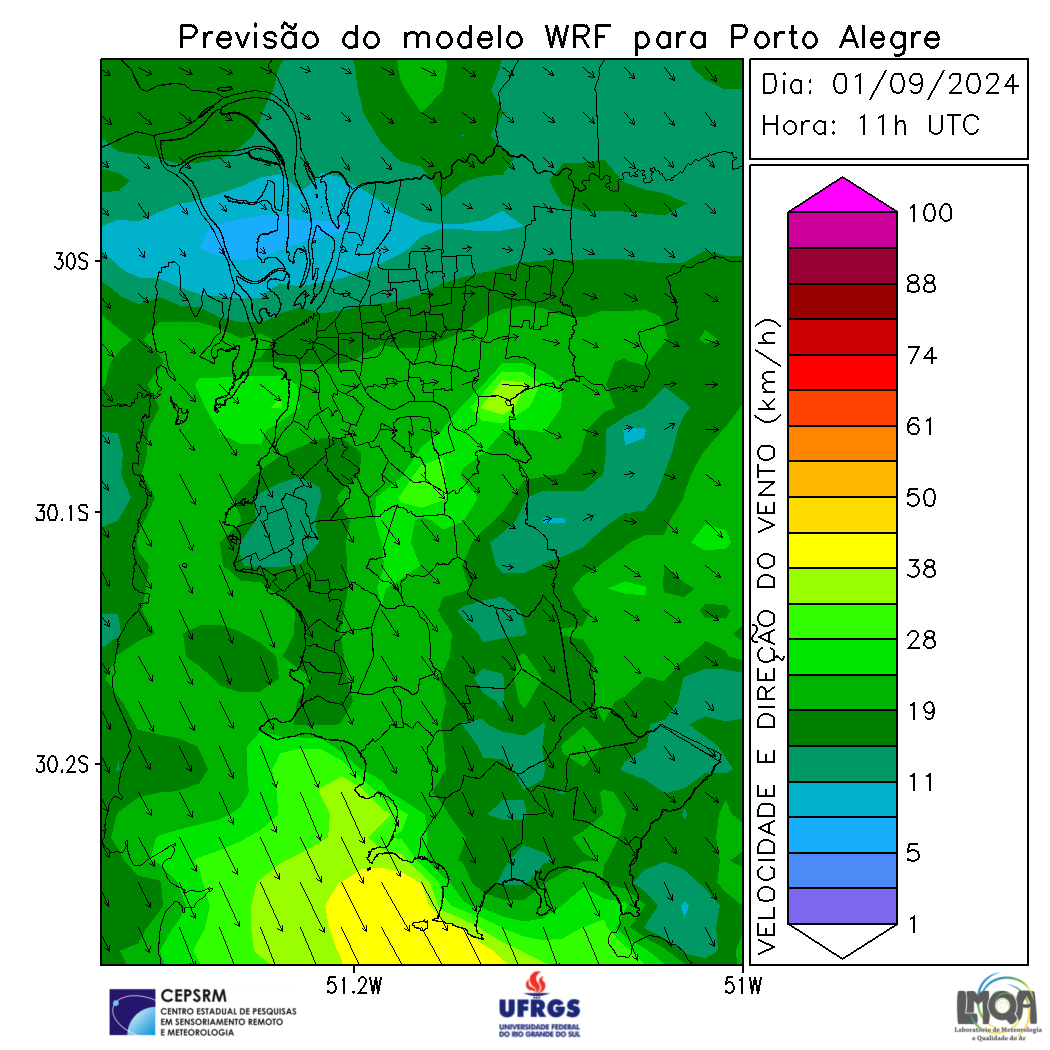 Previsão do modelo WRF para Porto Alegre
Dia: 01/09/2024
Hora: 11h UTC
30S
30.1S
30.2S
51.2W
51W
VELOCIDADE E DIREÇÃO DO VENTO (km/h)
100
88
74
61
50
38
28
19
11
5
1
CEPSRM
CENTRO ESTADUAL DE PESQUISAS
EM SENSORIAMENTO REMOTO
E METEOROLOGIA
UFRGS
UNIVERSIDADE FEDERAL
DO RIO GRANDE DO SUL
LMQA
Laboratório de Meteorologia
e Qualidade do Ar